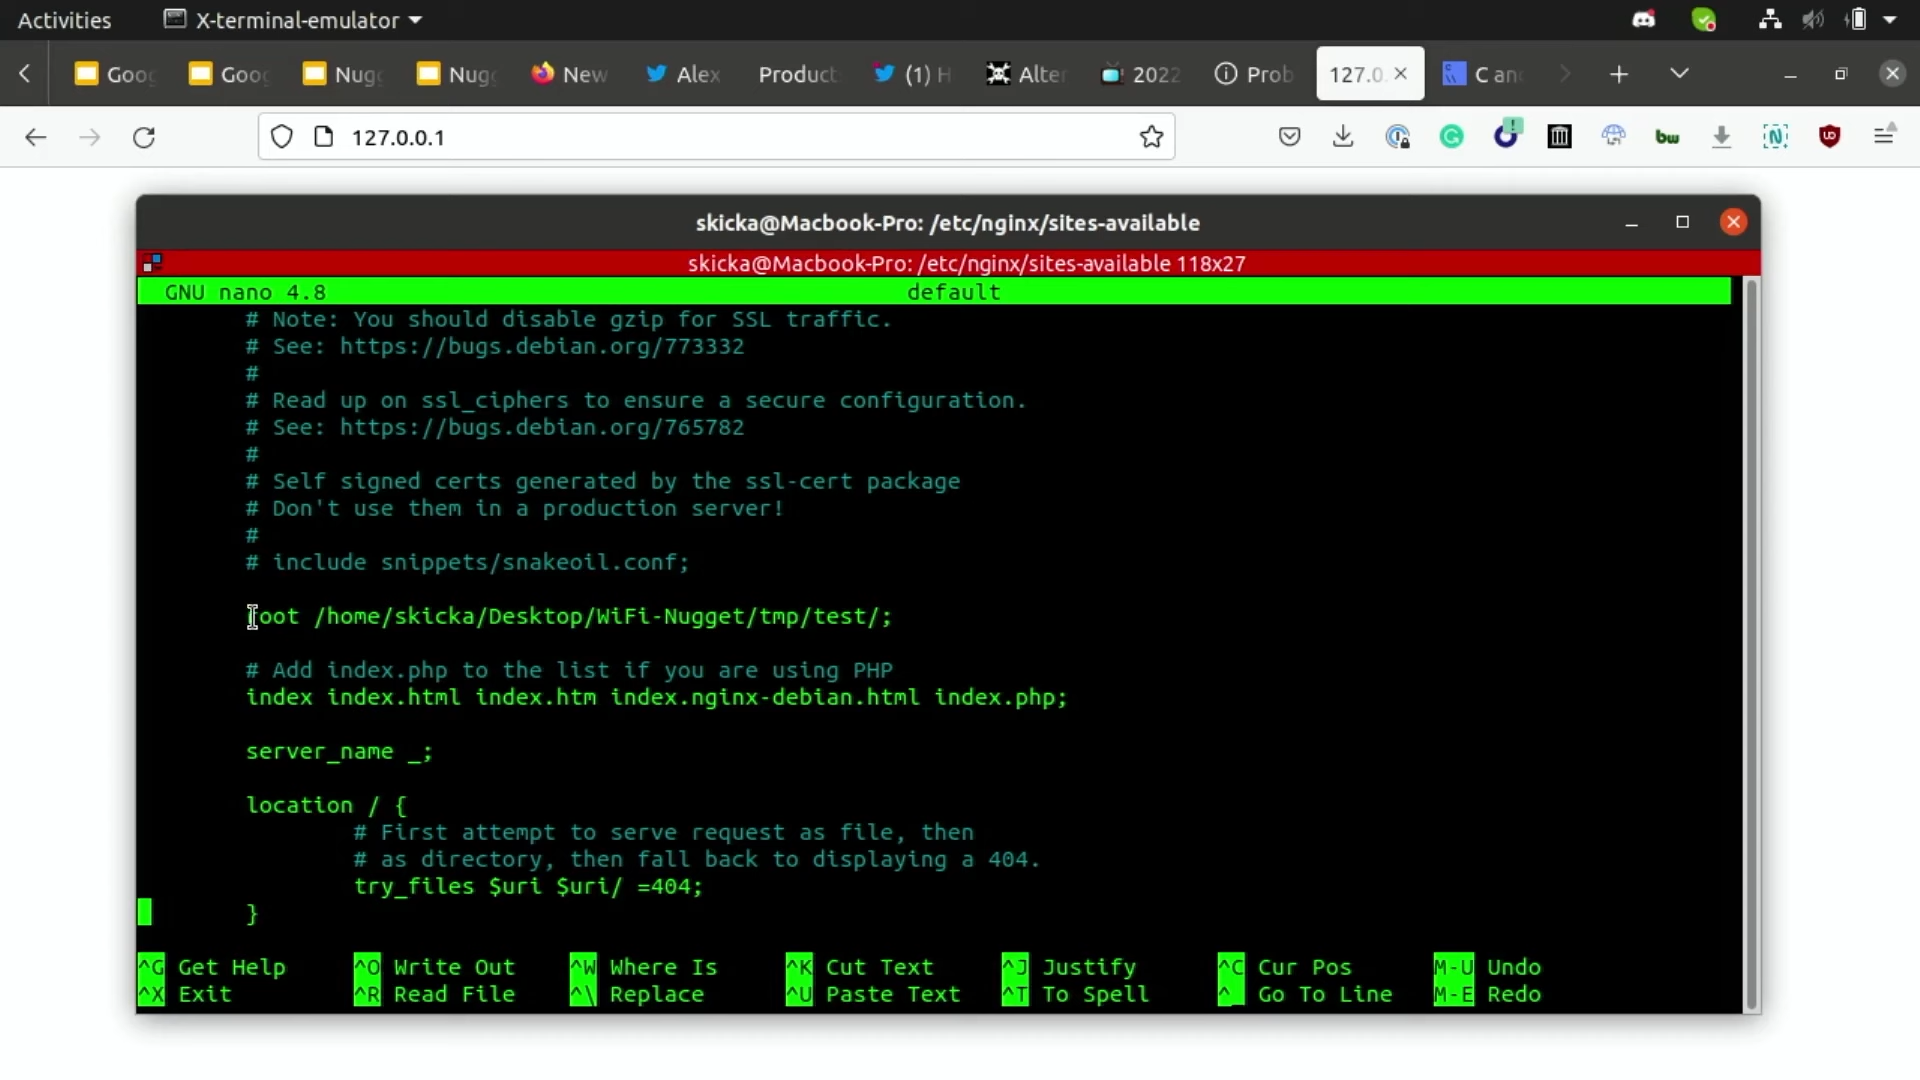 Activities X-terminal-emulator
Goog Goog Nugg Nugg New Alex Product (1) H Alter 2022 Prob 127.0. C and
127.0.0.1
skicka@Macbook-Pro: /etc/nginx/sites-available
skicka@Macbook-Pro: /etc/nginx/sites-available 118x27
GNU nano 4.8 default
# Note: You should disable gzip for SSL traffic.
# See: https://bugs.debian.org/773332
#
# Read up on ssl_ciphers to ensure a secure configuration.
# See: https://bugs.debian.org/765782
#
# Self signed certs generated by the ssl-cert package
# Don't use them in a production server!
#
# include snippets/snakeoil.conf;
root /home/skicka/Desktop/WiFi-Nugget/tmp/test/;
# Add index.php to the list if you are using PHP
index index.html index.htm index.nginx-debian.html index.php;
server_name _;
location / {
# First attempt to serve request as file, then
# as directory, then fall back to displaying a 404.
try_files $uri $uri/ =404;
}
^G Get Help ^O Write Out ^W Where Is ^K Cut Text ^J Justify ^C Cur Pos M-U Undo
^X Exit ^R Read File ^\ Replace ^U Paste Text ^T To Spell ^_ Go To Line M-E Redo